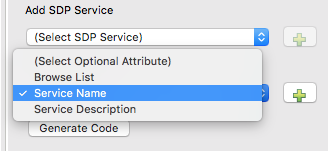 Add SDP Service
(Select SDP Service)
(Select Optional Attribute)
Browse List
✓ Service Name
Service Description
Generate Code